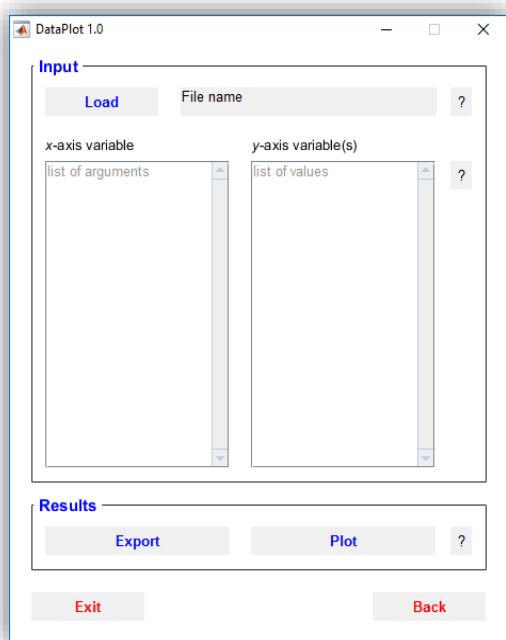 DataPlot 1.0
Input
Load File name ?
x-axis variable y-axis variable(s)
list of arguments list of values ?
Results
Export Plot ?
Exit Back